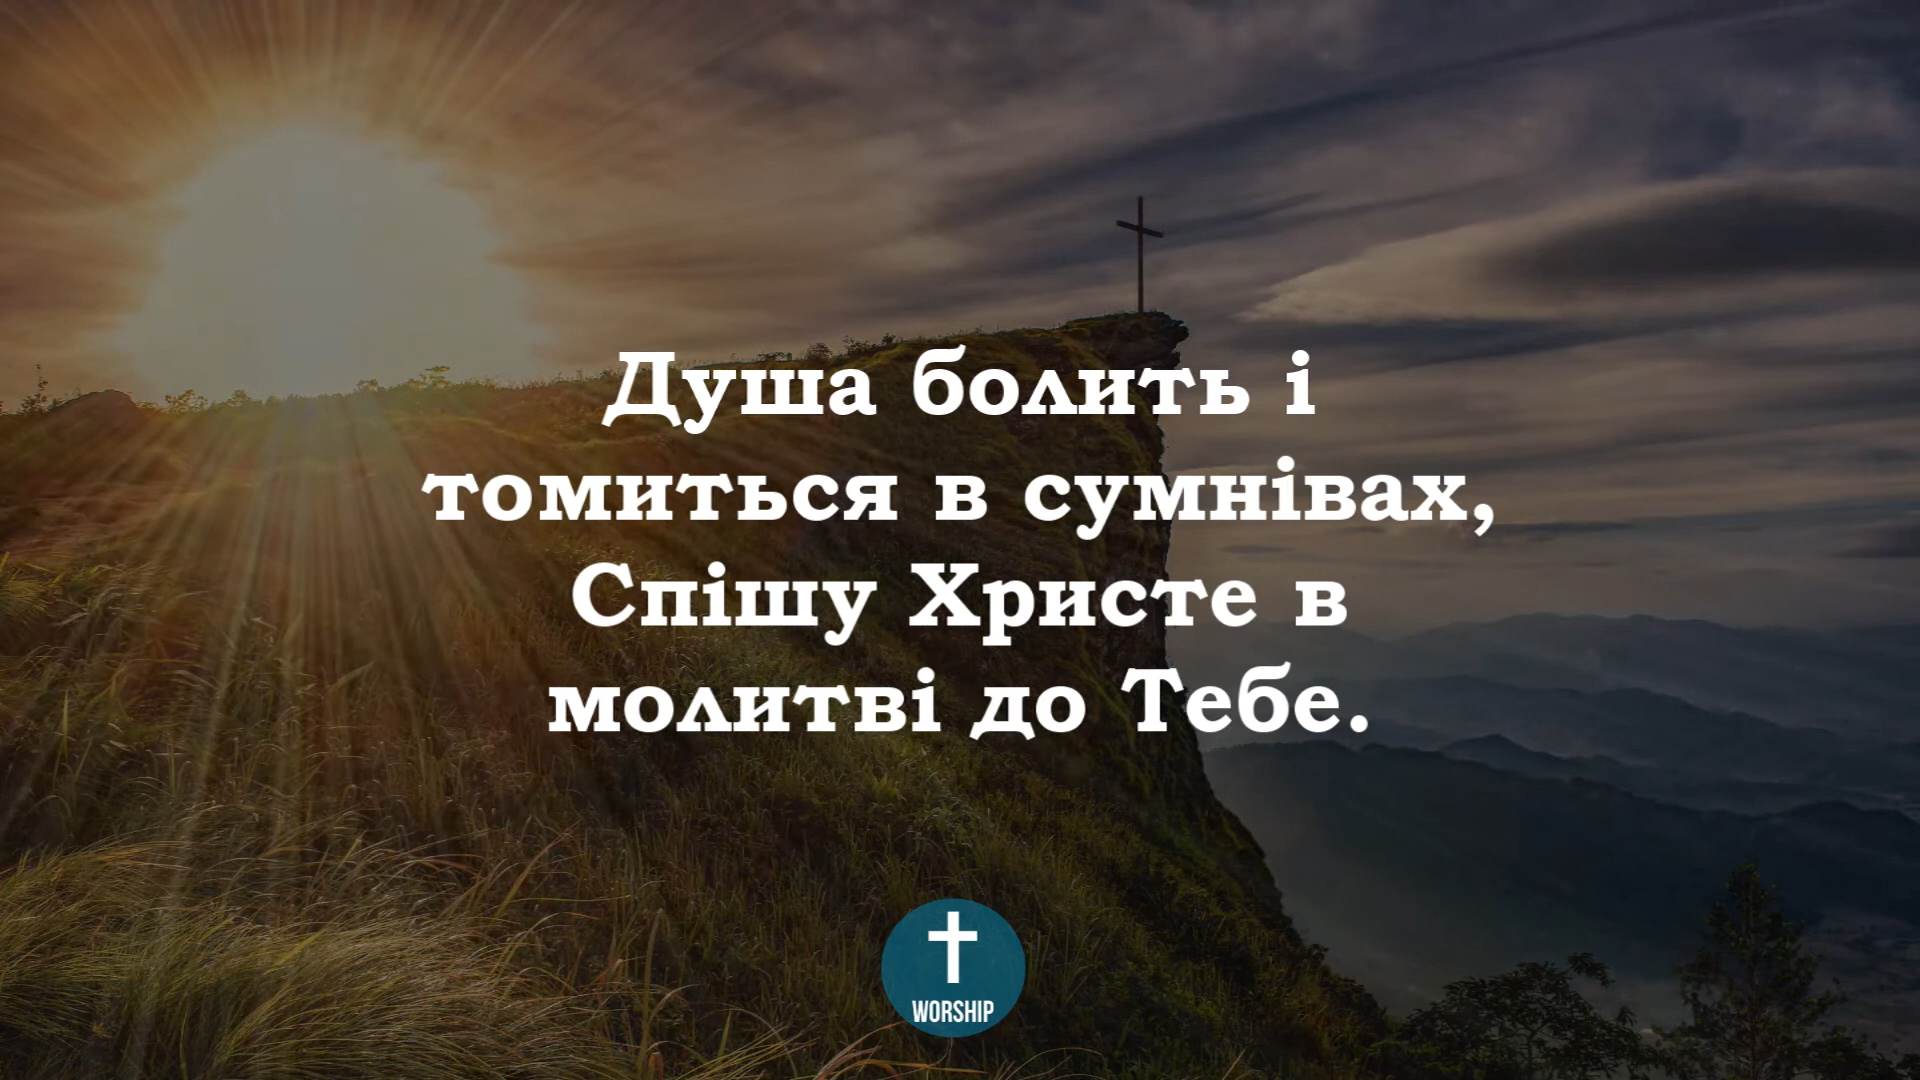 Душа болить і
томиться в сумнівах,
Спішу Христе в
молитві до Тебе.
WORSHIP